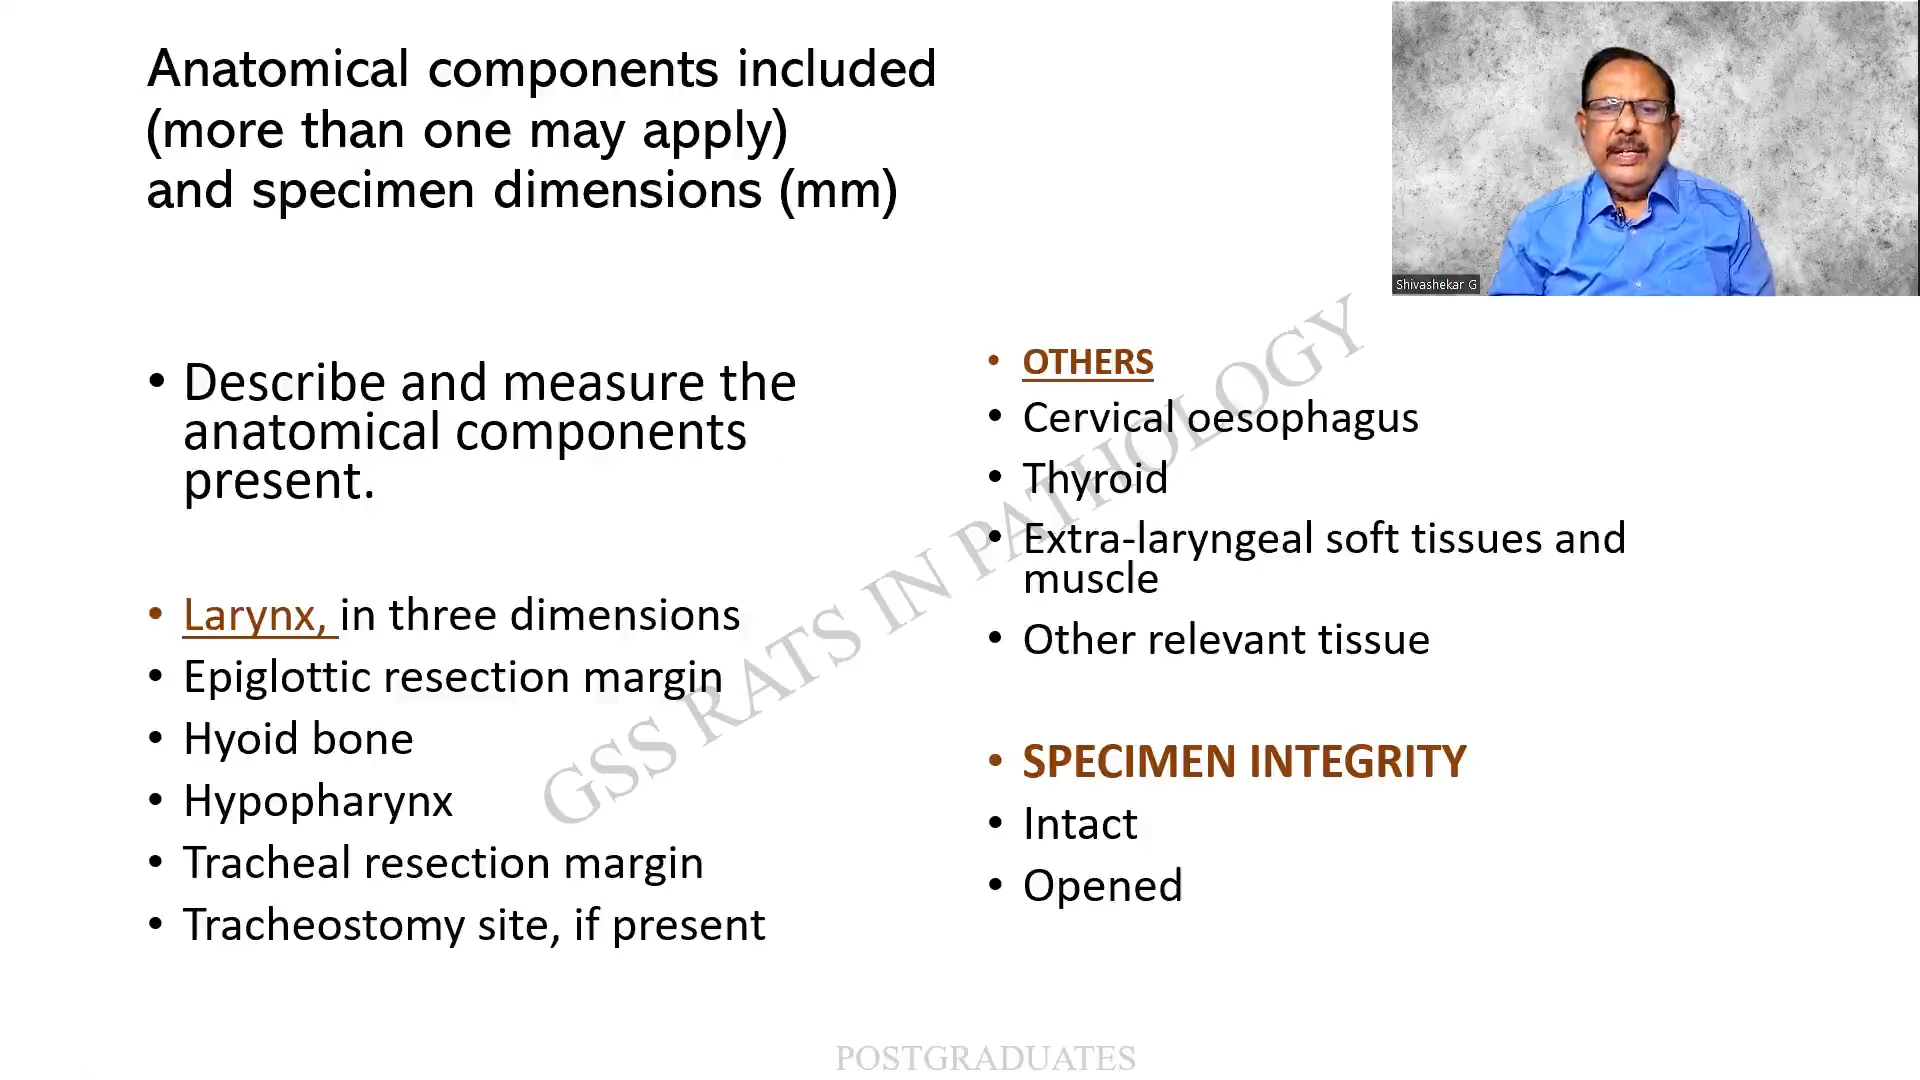 Anatomical components included
(more than one may apply)
and specimen dimensions (mm)
Shivashekar G
• Describe and measure the
anatomical components
present.
• Larynx, in three dimensions
• Epiglottic resection margin
• Hyoid bone
• Hypopharynx
• Tracheal resection margin
• Tracheostomy site, if present
• OTHERS
• Cervical oesophagus
• Thyroid
• Extra-laryngeal soft tissues and
muscle
• Other relevant tissue
• SPECIMEN INTEGRITY
• Intact
• Opened
GSS RATS IN PATHOLOGY
POSTGRADUATES